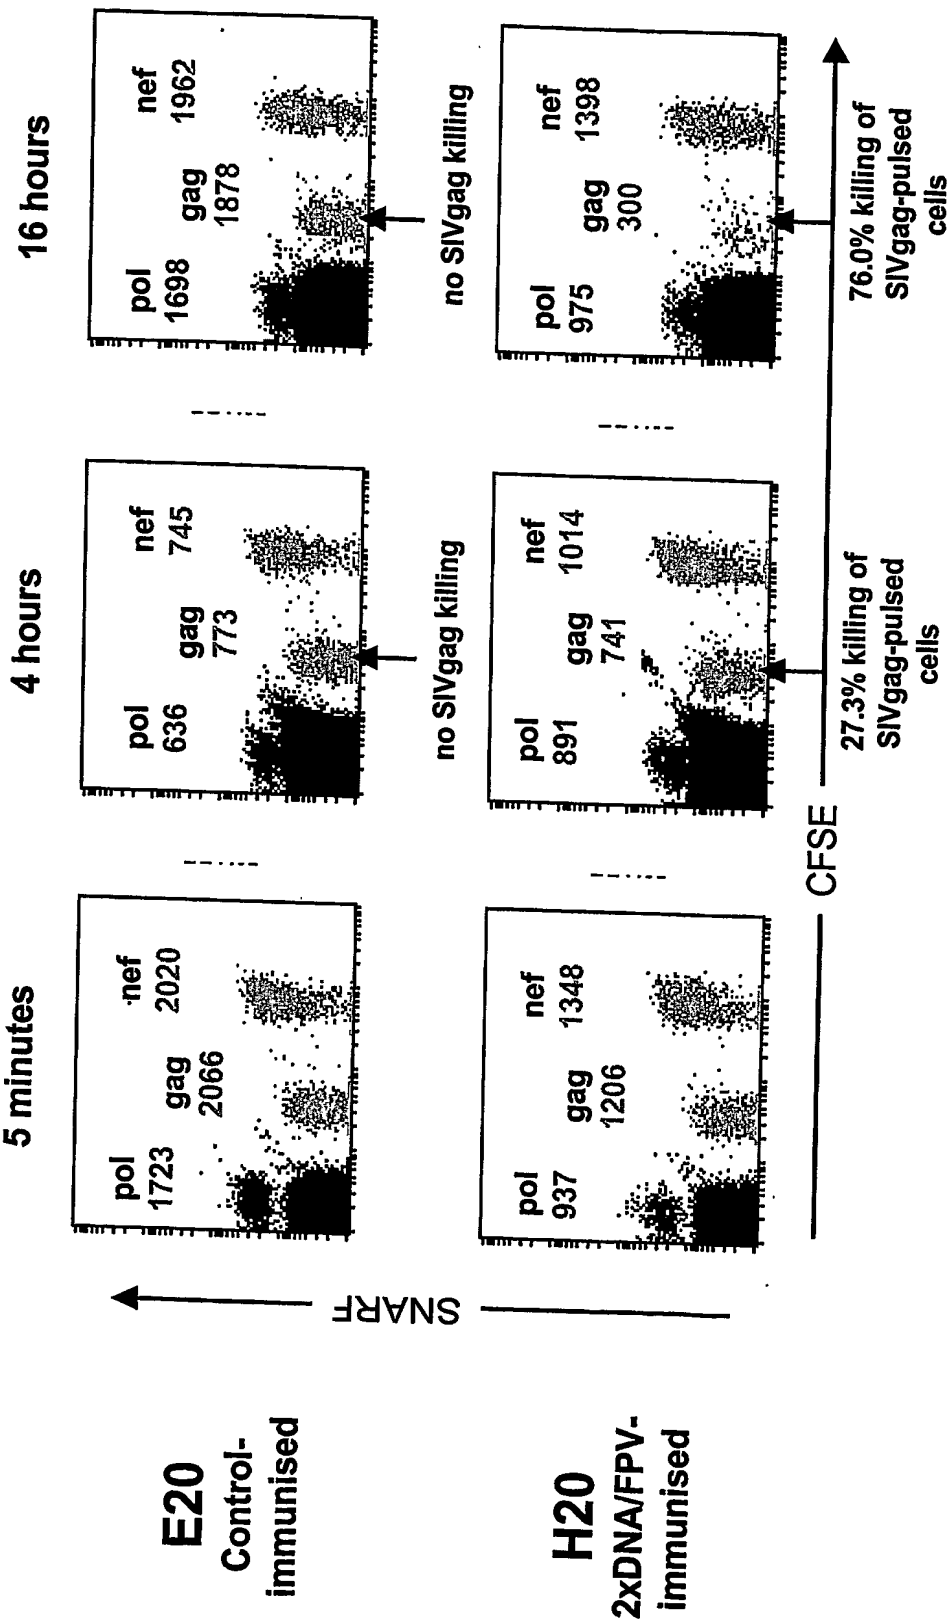 5 minutes
4 hours
16 hours
E20
Control-
immunised
pol
1723
gag
2066
nef
2020
pol
636
gag
773
nef
745
pol
1698
gag
1878
nef
1962
no SIVgag killing
no SIVgag killing
SNARF
H20
2xDNA/FPV-
immunised
pol
937
gag
1206
nef
1348
pol
891
gag
741
nef
1014
pol
975
gag
300
nef
1398
CFSE
27.3% killing of
SIVgag-pulsed
cells
76.0% killing of
SIVgag-pulsed
cells